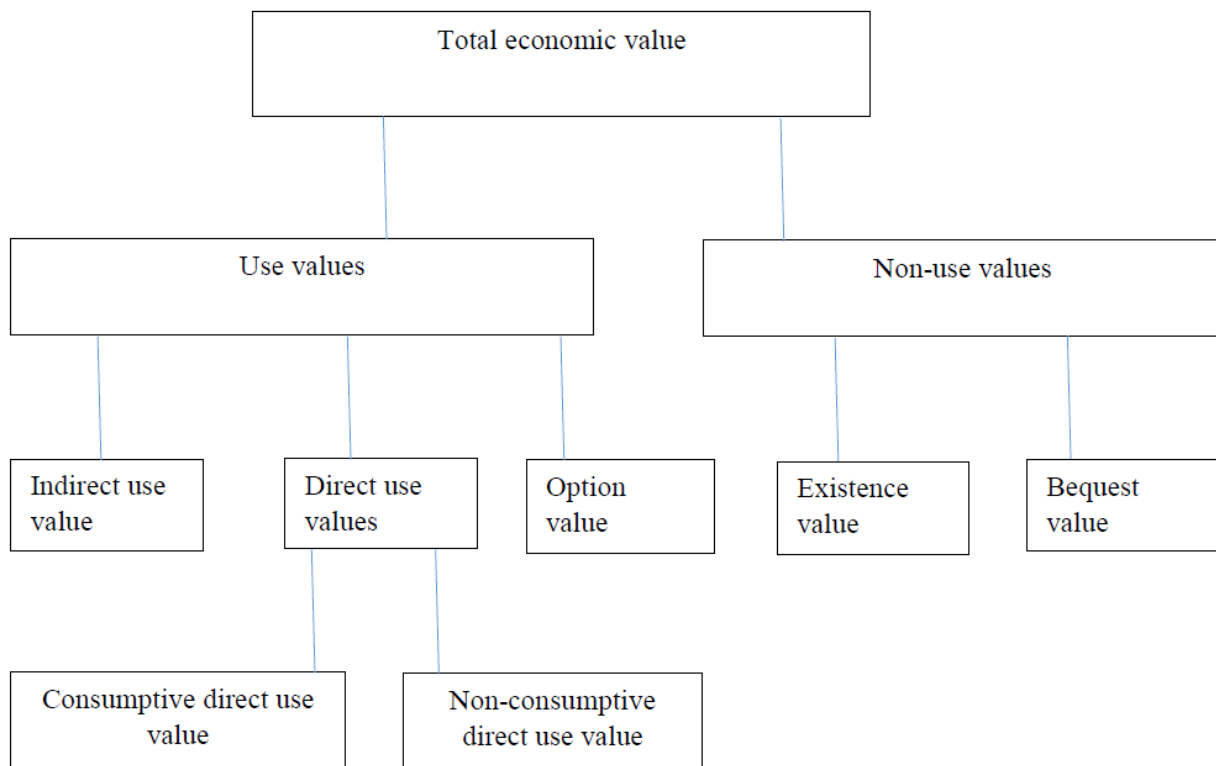 Total economic value
Use values
Non-use values
Indirect use
value
Direct use
values
Option
value
Existence
value
Bequest
value
Consumptive direct use
value
Non-consumptive
direct use value